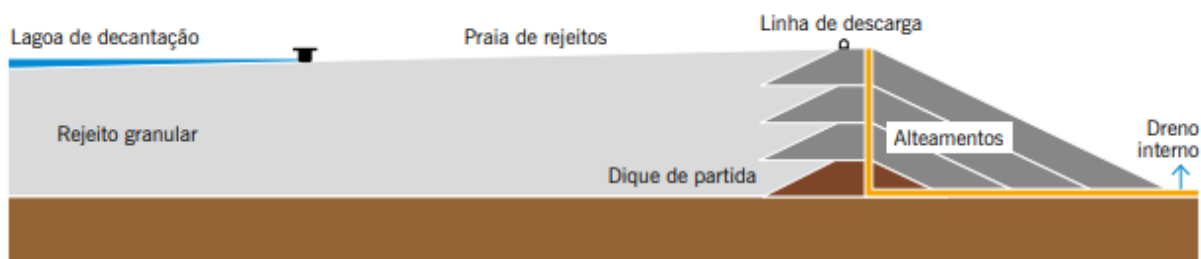 Lagoa de decantação
Praia de rejeitos
Linha de descarga
Rejeito granular
Alteamentos
Dreno
interno
Dique de partida